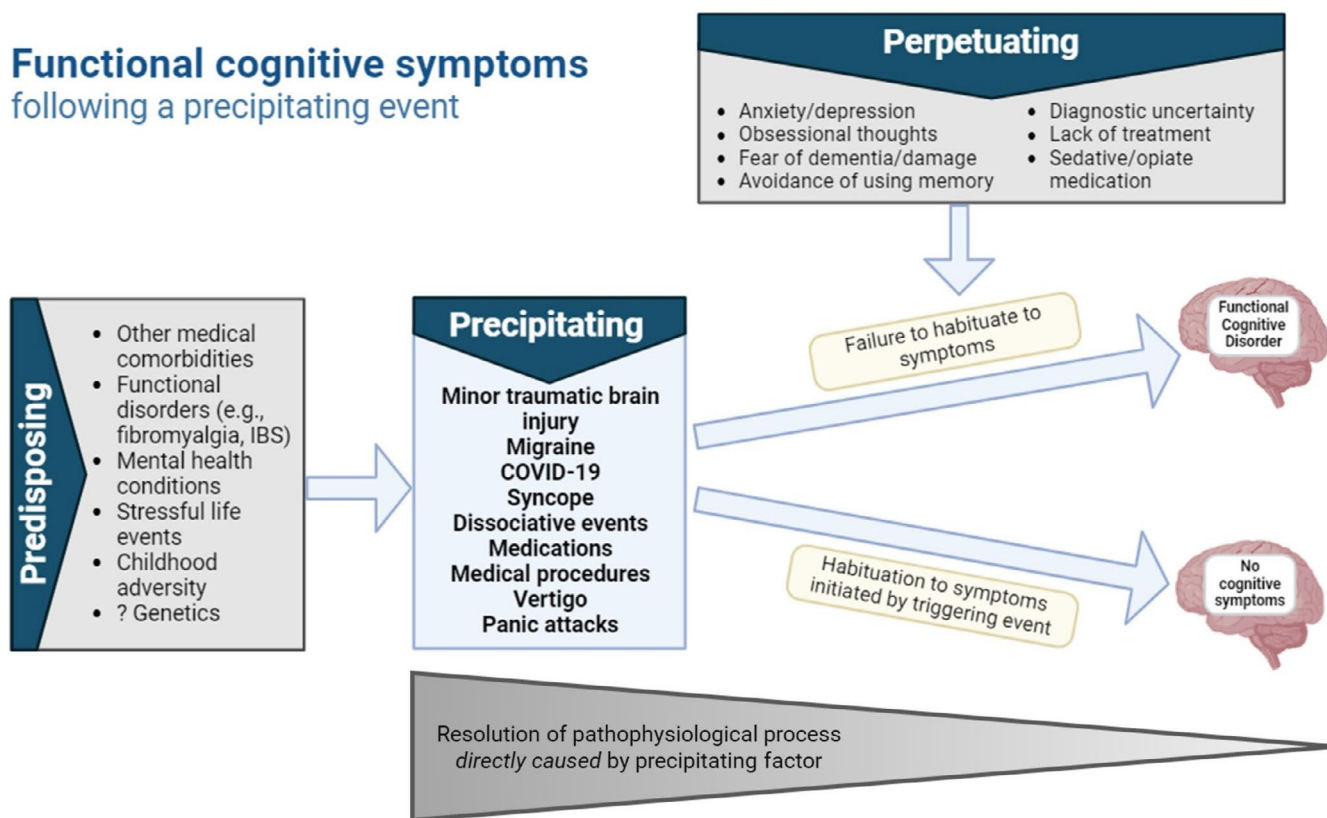 Functional cognitive symptoms
following a precipitating event
Perpetuating
• Anxiety/depression
• Obsessional thoughts
• Fear of dementia/damage
• Avoidance of using memory
• Diagnostic uncertainty
• Lack of treatment
• Sedative/opiate
medication
Predisposing
• Other medical
comorbidities
• Functional
disorders (e.g.,
fibromyalgia, IBS)
• Mental health
conditions
• Stressful life
events
• Childhood
adversity
• ? Genetics
Precipitating
Minor traumatic brain
injury
Migraine
COVID-19
Syncope
Dissociative events
Medications
Medical procedures
Vertigo
Panic attacks
Failure to habituate to
symptoms
Functional
Cognitive
Disorder
Habituation to symptoms
initiated by triggering event
No
cognitive
symptoms
Resolution of pathophysiological process
directly caused by precipitating factor